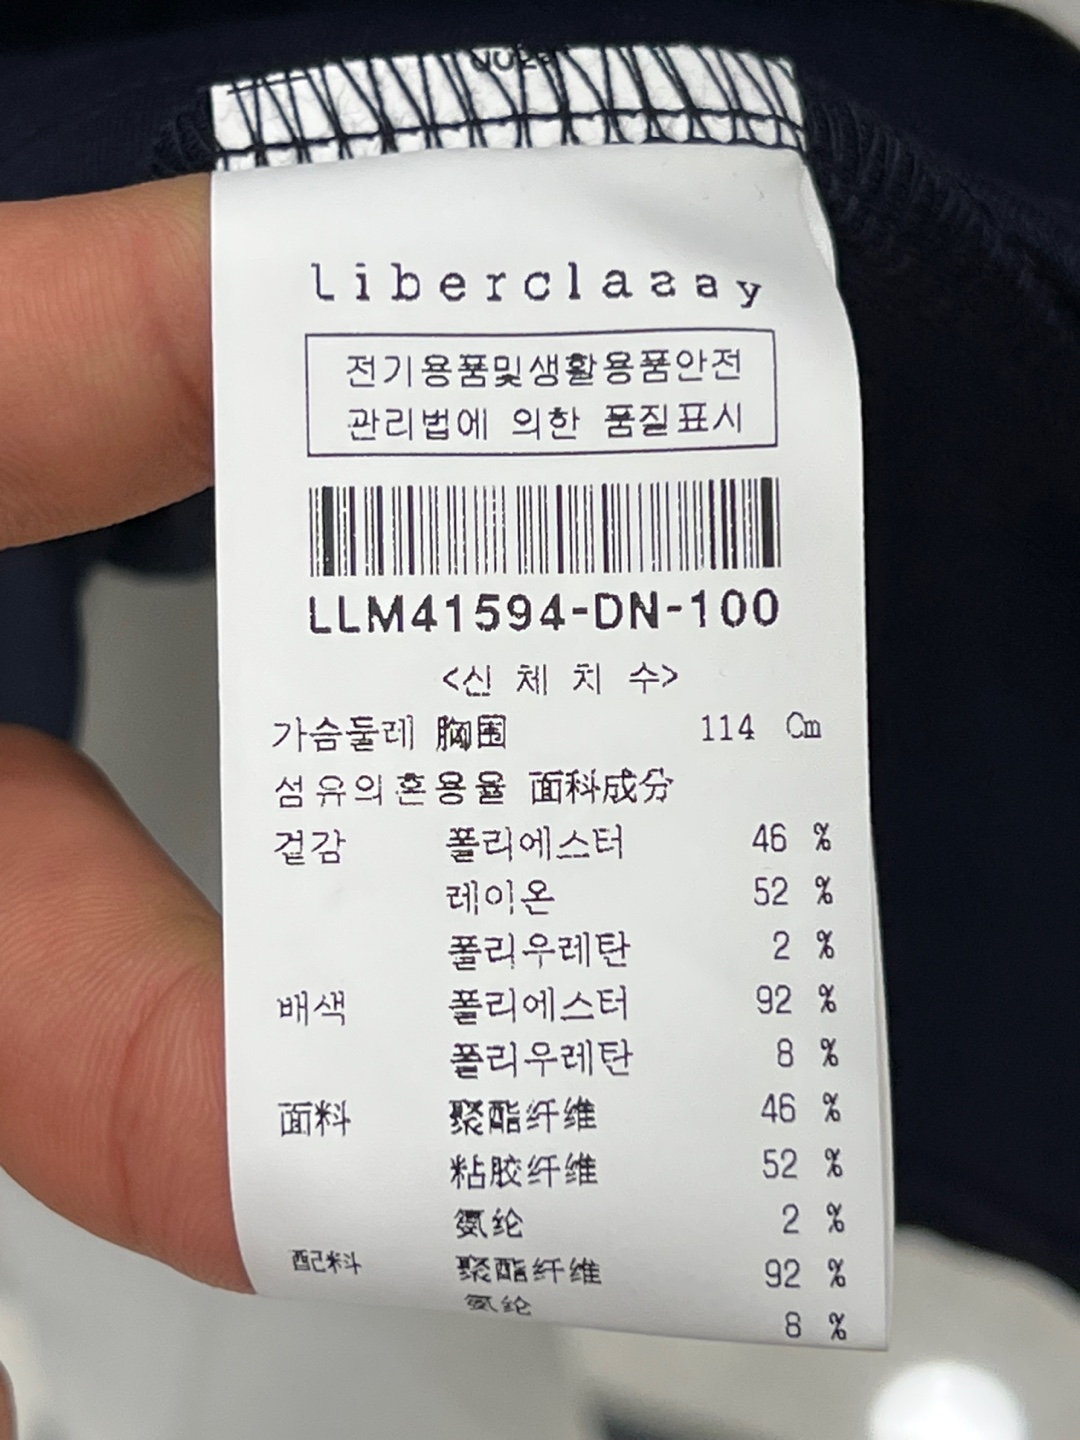 Liberclaaay
전기용품및생활용품안전
관리법에 의한 품질표시
LLM41594-DN-100
<신 체 치 수>
가슴둘레 胸围 114 Cm
섬유의혼용율 面料成分
겉감 폴리에스터 46 %
레이온 52 %
폴리우레탄 2 %
배색 폴리에스터 92 %
폴리우레탄 8 %
面料 聚酯纤维 46 %
粘胶纤维 52 %
氨纶 2 %
配料 聚酯纤维 92 %
氨纶 8 %